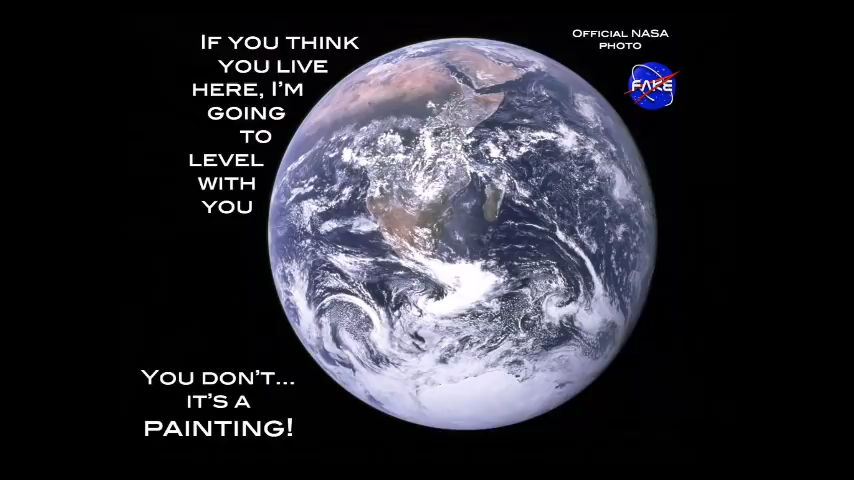 IF YOU THINK
YOU LIVE
HERE, I'M
GOING
TO
LEVEL
WITH
YOU
OFFICIAL NASA
PHOTO
FAKE
YOU DON'T...
IT'S A
PAINTING!